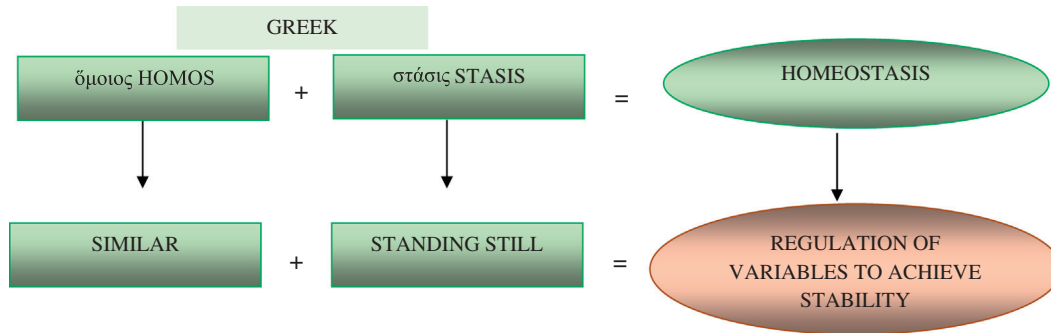 GREEK
ὅμοιος HOMOS
+
στάσις STASIS
=
HOMEOSTASIS
SIMILAR
+
STANDING STILL
=
REGULATION OF
VARIABLES TO ACHIEVE
STABILITY